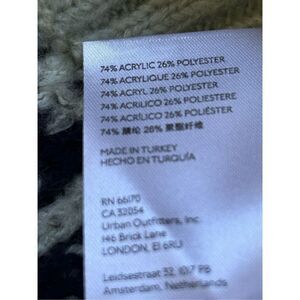 74% ACRYLIC 26% POLYESTER
74% ACRYLIQUE 26% POLYESTER
74% ACRYL 26% POLYESTER
74% ACRILICO 26% POLIESTERE
74% ACRÍLICO 26% POLIÉSTER
74% 腈纶 26% 聚酯纤维
MADE IN TURKEY
HECHO EN TURQUÍA
RN 66170
CA 32054
Urban Outfitters, Inc.
146 Brick Lane
LONDON, E1 6RU
Leidsestraat 32, 1017 PB
Amsterdam, Netherlands